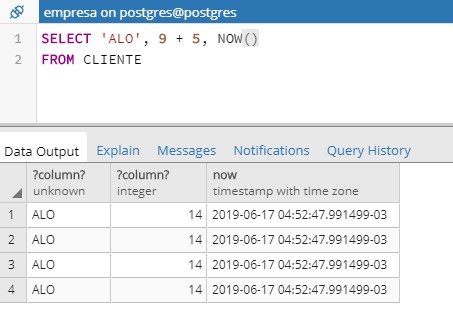 empresa on postgres@postgres
1 SELECT 'ALO', 9 + 5, NOW()
2 FROM CLIENTE
Data Output Explain Messages Notifications Query History
?column? ?column? now
unknown integer timestamp with time zone
1 ALO 14 2019-06-17 04:52:47.991499-03
2 ALO 14 2019-06-17 04:52:47.991499-03
3 ALO 14 2019-06-17 04:52:47.991499-03
4 ALO 14 2019-06-17 04:52:47.991499-03